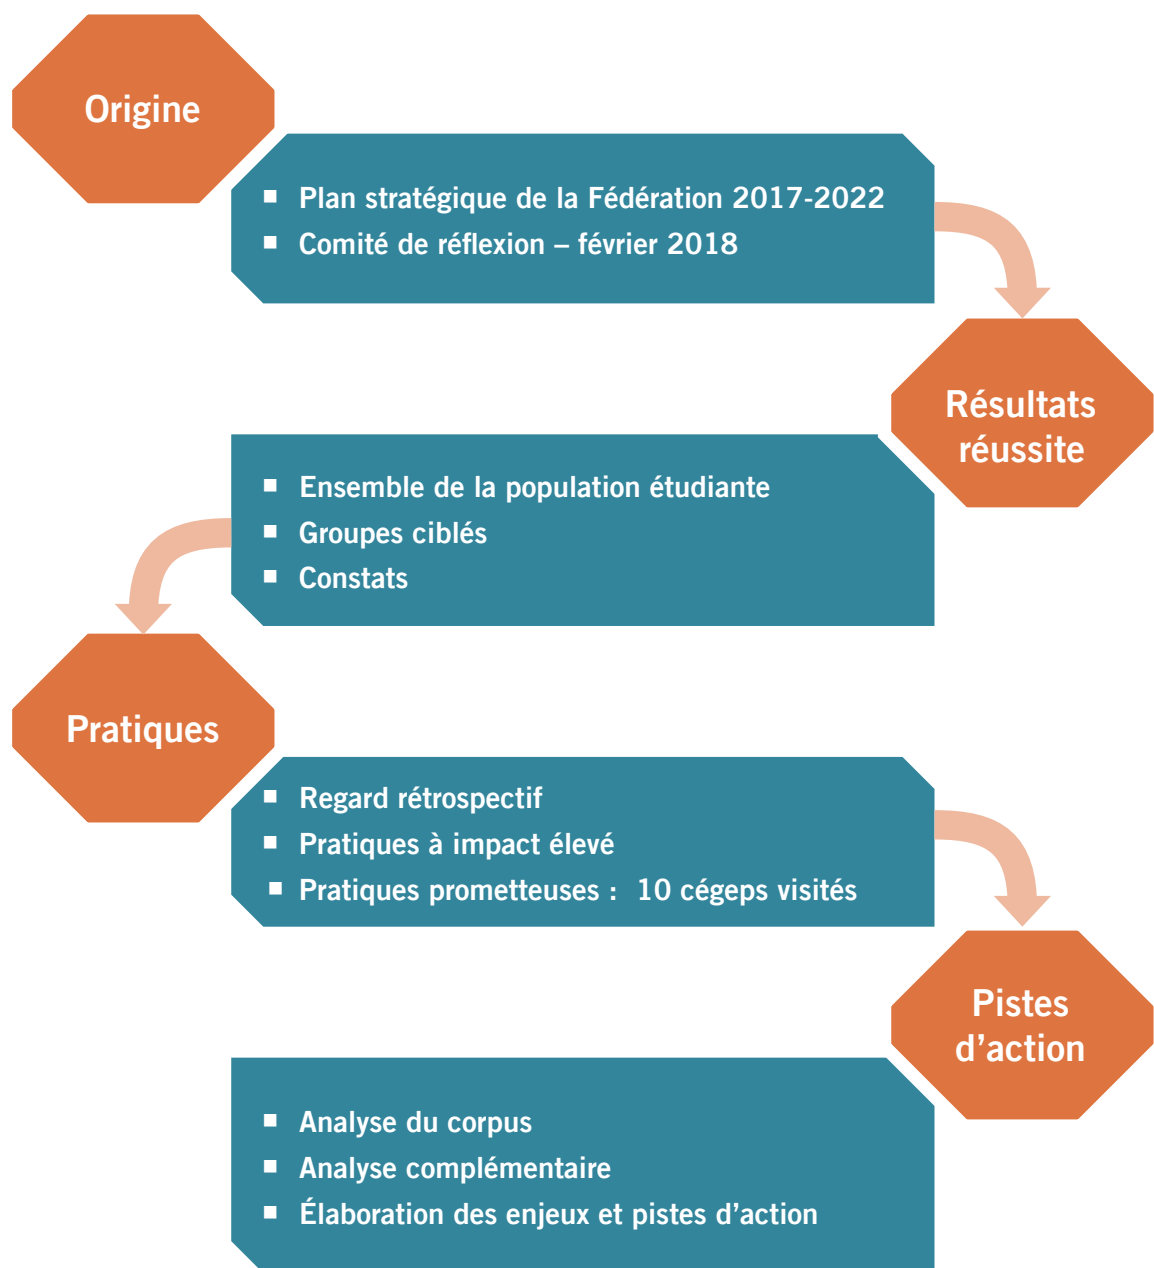 Origine
■ Plan stratégique de la Fédération 2017-2022
■ Comité de réflexion – février 2018
Résultats
réussite
■ Ensemble de la population étudiante
■ Groupes ciblés
■ Constats
Pratiques
■ Regard rétrospectif
■ Pratiques à impact élevé
■ Pratiques prometteuses : 10 cégeps visités
Pistes
d’action
■ Analyse du corpus
■ Analyse complémentaire
■ Élaboration des enjeux et pistes d’action